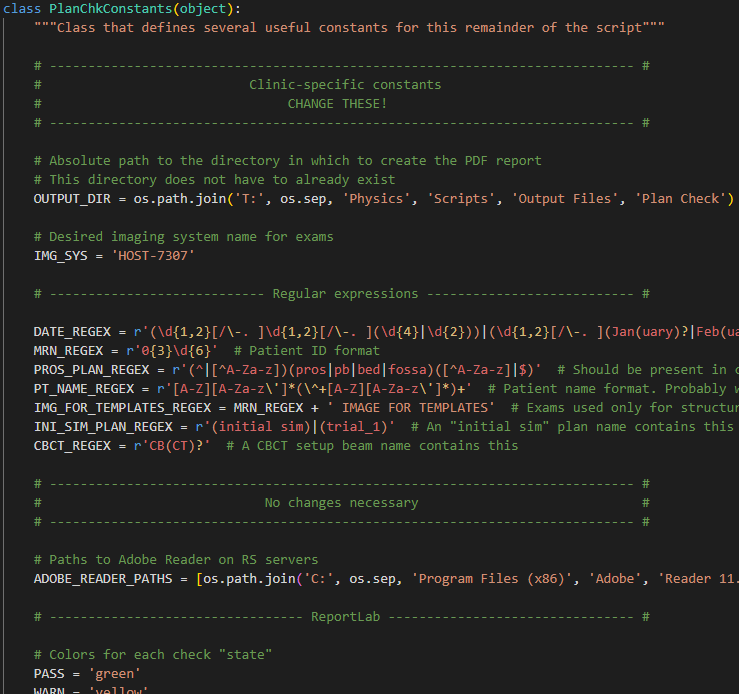 class PlanChkConstants(object):
"""Class that defines several useful constants for this remainder of the script"""
# ---------------------------------------------------------------------------- #
# Clinic-specific constants
# CHANGE THESE!
# ---------------------------------------------------------------------------- #
# Absolute path to the directory in which to create the PDF report
# This directory does not have to already exist
OUTPUT_DIR = os.path.join('T:', os.sep, 'Physics', 'Scripts', 'Output Files', 'Plan Check')
# Desired imaging system name for exams
IMG_SYS = 'HOST-7307'
# ---------------------------- Regular expressions --------------------------- #
DATE_REGEX = r'(\d{1,2}[/\-. ]\d{1,2}[/\-. ](\d{4}|\d{2}))|(\d{1,2}[/\-. ](Jan(uary)?|Feb(ua
MRN_REGEX = r'0{3}\d{6}'  # Patient ID format
PROS_PLAN_REGEX = r'(^|[^A-Za-z])(pros|pb|bed|fossa)([^A-Za-z]|$)'  # Should be present in
PT_NAME_REGEX = r'[A-Z][A-Za-z\']*(\^+[A-Z][A-Za-z\']*)+'  # Patient name format. Probably
IMG_FOR_TEMPLATES_REGEX = MRN_REGEX + ' IMAGE FOR TEMPLATES'  # Exams used only for structur
INI_SIM_PLAN_REGEX = r'(initial sim)|(trial_1)'  # An "initial sim" plan name contains this
CBCT_REGEX = r'CB(CT)?'  # A CBCT setup beam name contains this
# ---------------------------------------------------------------------------- #
# No changes necessary #
# ---------------------------------------------------------------------------- #
# Paths to Adobe Reader on RS servers
ADOBE_READER_PATHS = [os.path.join('C:', os.sep, 'Program Files (x86)', 'Adobe', 'Reader 11.
# --------------------------------- ReportLab -------------------------------- #
# Colors for each check "state"
PASS = 'green'
WARN = 'yellow'